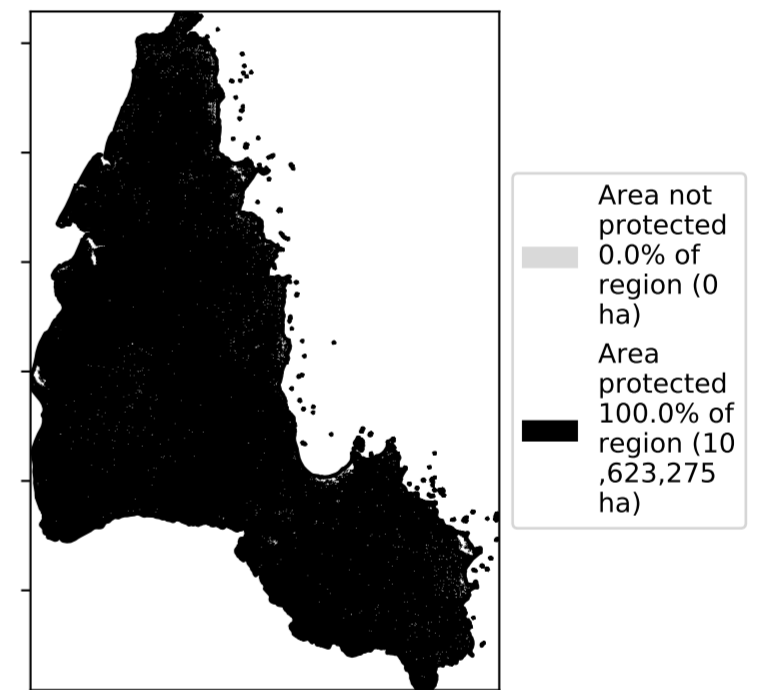 Area not
protected
0.0% of
region (0
ha)
Area
protected
100.0% of
region (10
,623,275
ha)